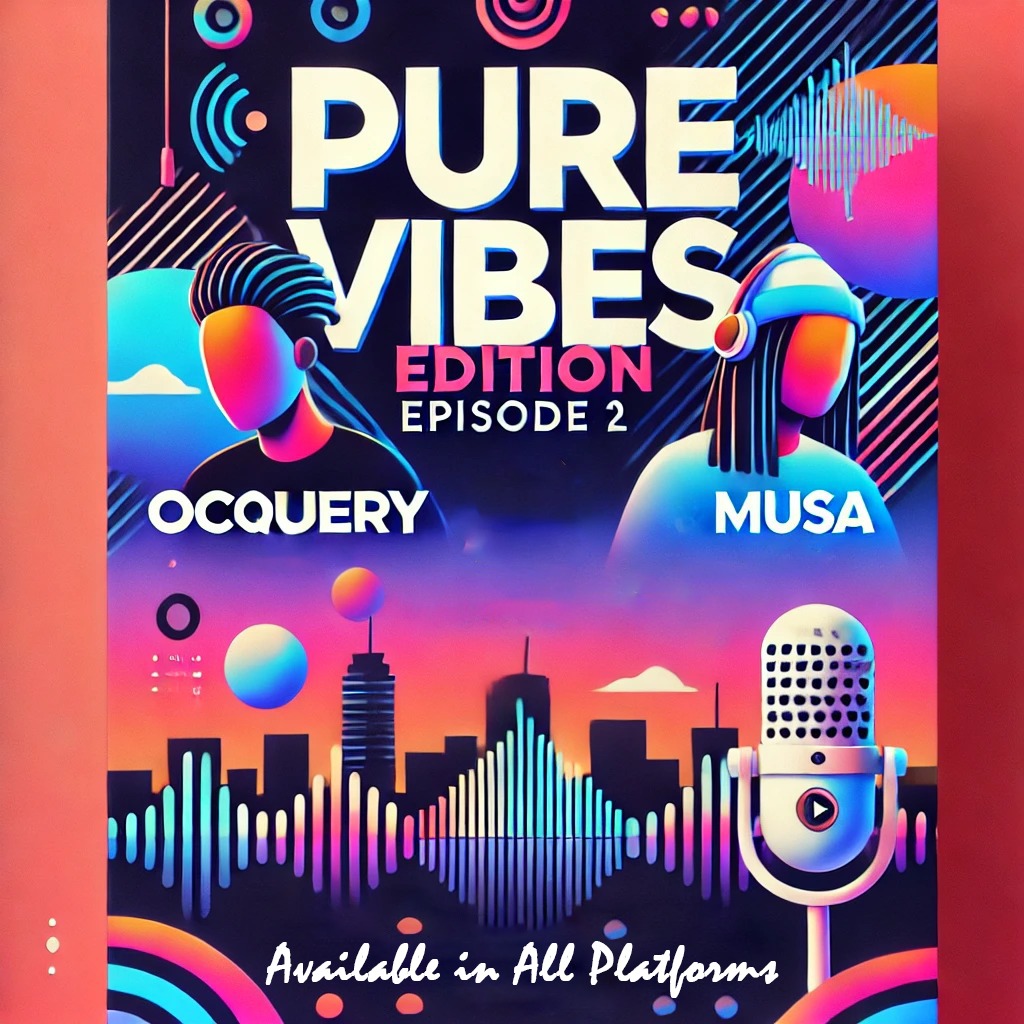 PURE
VIBES
EDITION
EPISODE 2
OCQUERY
MUSA
Available in All Platforms